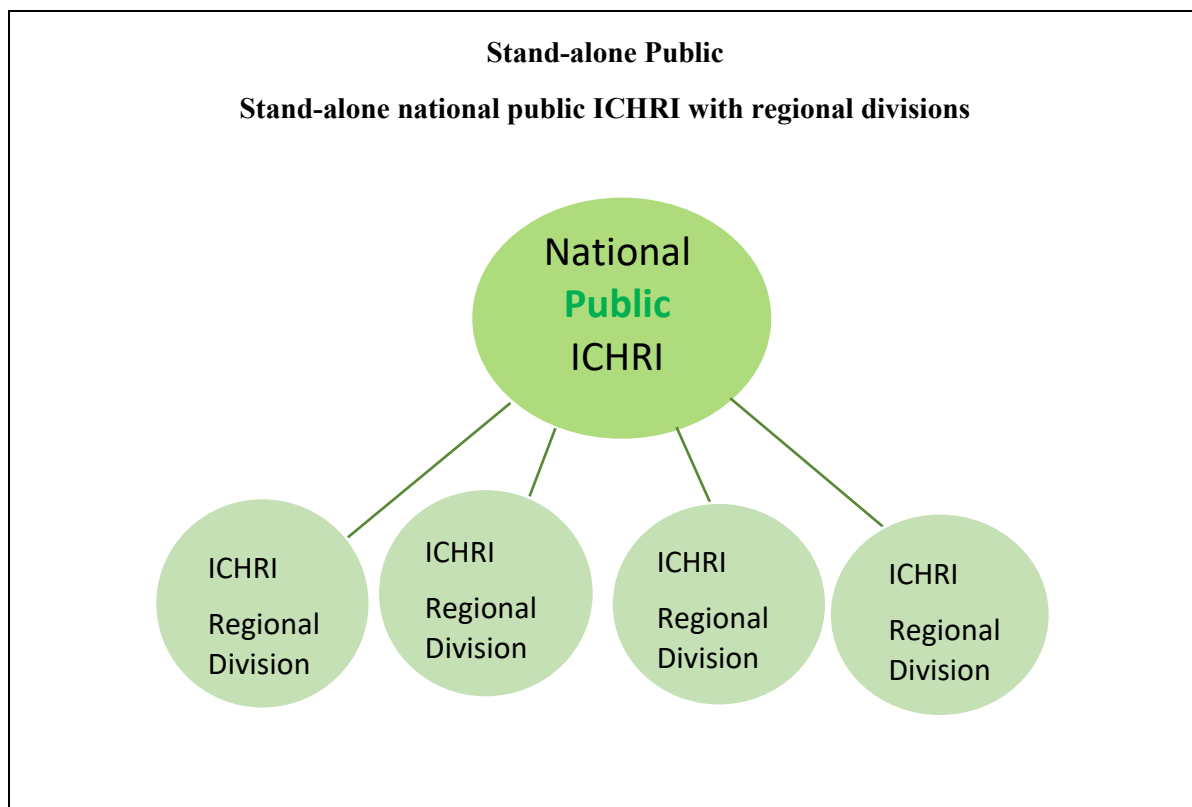 Stand-alone Public
Stand-alone national public ICHRI with regional divisions
National
Public
ICHRI
ICHRI
Regional
Division
ICHRI
Regional
Division
ICHRI
Regional
Division
ICHRI
Regional
Division